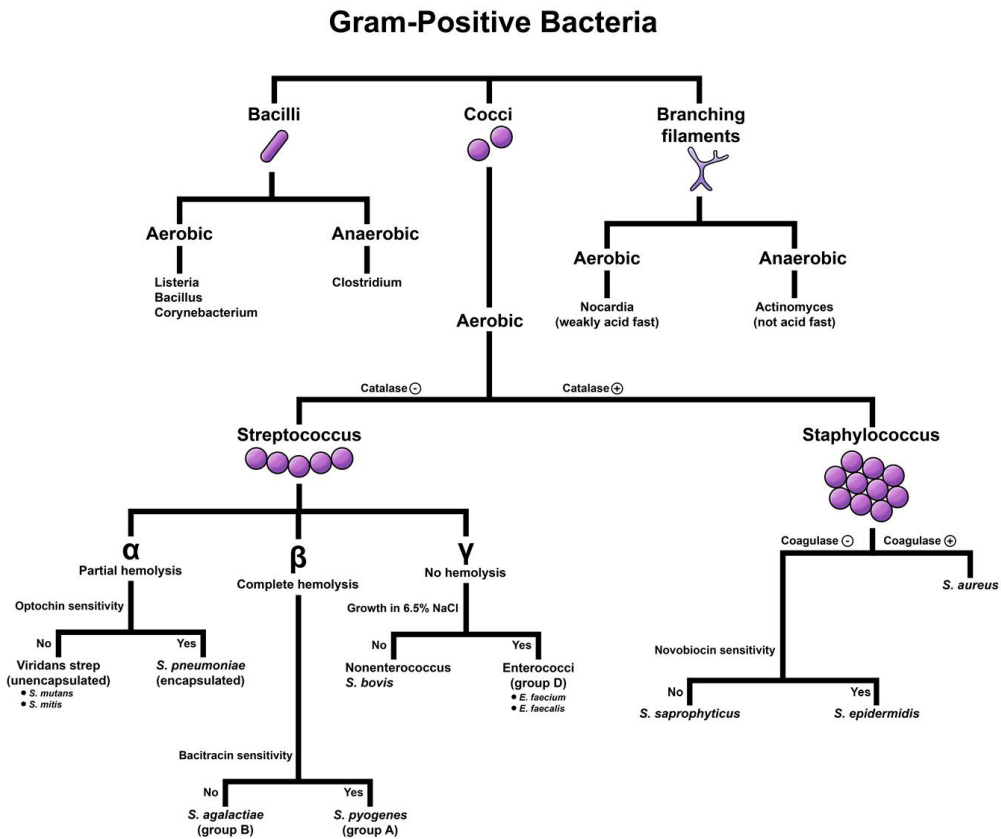 Gram-Positive Bacteria
Bacilli
Cocci
Branching
filaments
Aerobic
Anaerobic
Listeria
Bacillus
Corynebacterium
Clostridium
Aerobic
Aerobic
Anaerobic
Nocardia
(weakly acid fast)
Actinomyces
(not acid fast)
Catalase ⊖
Catalase ⊕
Streptococcus
Staphylococcus
α
Partial hemolysis
β
Complete hemolysis
γ
No hemolysis
Optochin sensitivity
No
Yes
Viridans strep
(unencapsulated)
• S. mutans
• S. mitis
S. pneumoniae
(encapsulated)
Growth in 6.5% NaCl
No
Yes
Nonenterococcus
S. bovis
Enterococci
(group D)
• E. faecium
• E. faecalis
Bacitracin sensitivity
No
Yes
S. agalactiae
(group B)
S. pyogenes
(group A)
Coagulase ⊖
Coagulase ⊕
S. aureus
Novobiocin sensitivity
No
Yes
S. saprophyticus
S. epidermidis